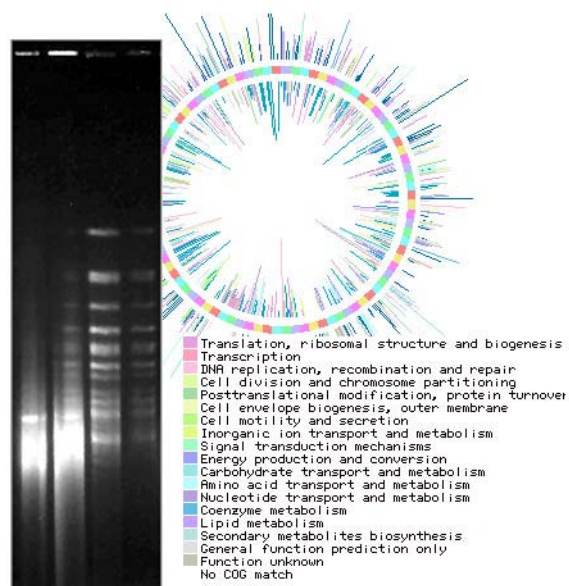 Translation, ribosomal structure and biogenesis
Transcription
DNA replication, recombination and repair
Cell division and chromosome partitioning
Posttranslational modification, protein turnover
Cell envelope biogenesis, outer membrane
Cell motility and secretion
Inorganic ion transport and metabolism
Signal transduction mechanisms
Energy production and conversion
Carbohydrate transport and metabolism
Amino acid transport and metabolism
Nucleotide transport and metabolism
Coenzyme metabolism
Lipid metabolism
Secondary metabolites biosynthesis
General function prediction only
Function unknown
No COG match